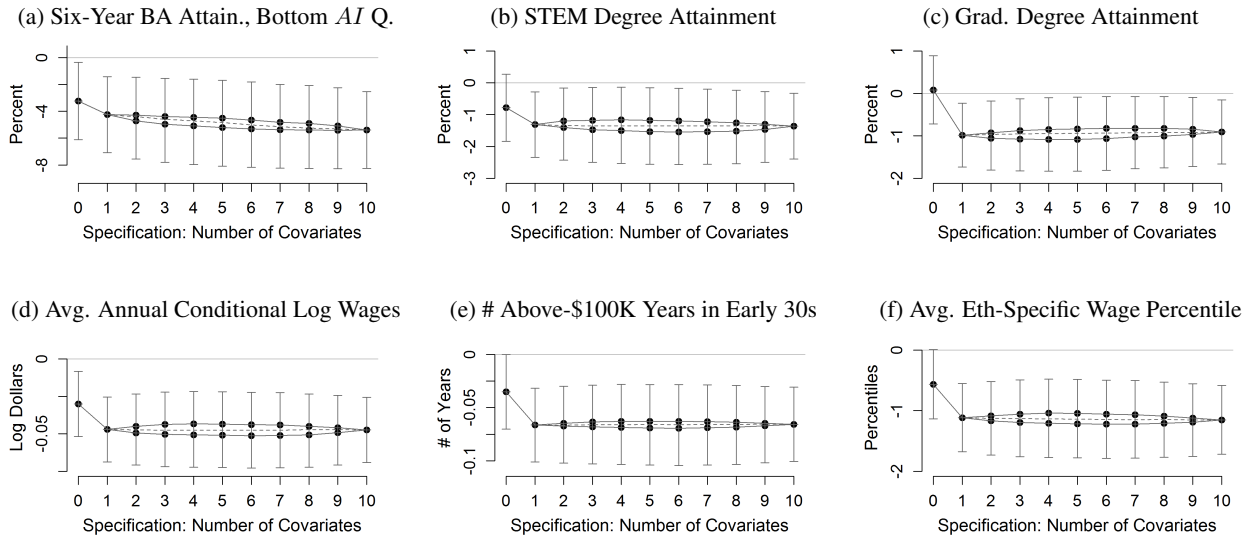 (a) Six-Year BA Attain., Bottom AI Q.
(b) STEM Degree Attainment
(c) Grad. Degree Attainment
Percent
0
-4
-8
0 1 2 3 4 5 6 7 8 9 10
Specification: Number of Covariates
Percent
1
0
-1
-2
-3
0 1 2 3 4 5 6 7 8 9 10
Specification: Number of Covariates
Percent
1
0
-1
-2
0 1 2 3 4 5 6 7 8 9 10
Specification: Number of Covariates
(d) Avg. Annual Conditional Log Wages
(e) # Above-$100K Years in Early 30s
(f) Avg. Eth-Specific Wage Percentile
Log Dollars
0
-0.05
0 1 2 3 4 5 6 7 8 9 10
Specification: Number of Covariates
# of Years
0
-0.05
-0.1
0 1 2 3 4 5 6 7 8 9 10
Specification: Number of Covariates
Percentiles
0
-1
-2
0 1 2 3 4 5 6 7 8 9 10
Specification: Number of Covariates